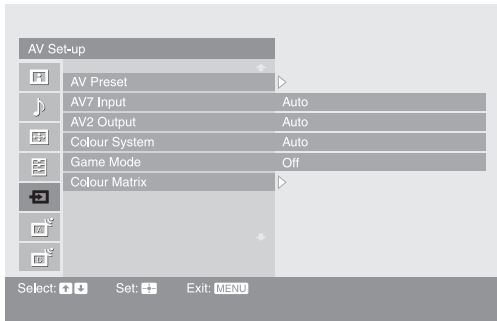 AV Set-up
AV Preset
AV7 Input Auto
AV2 Output Auto
Colour System Auto
Game Mode Off
Colour Matrix
Select: Set: Exit: MENU